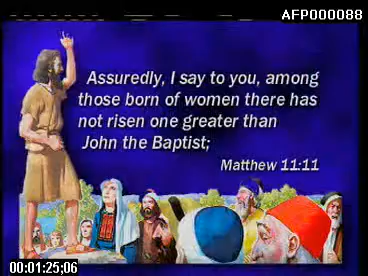 AFP000088
Assuredly, I say to you, among
those born of women there has
not risen one greater than
John the Baptist;
Matthew 11:11
00:01:25;06